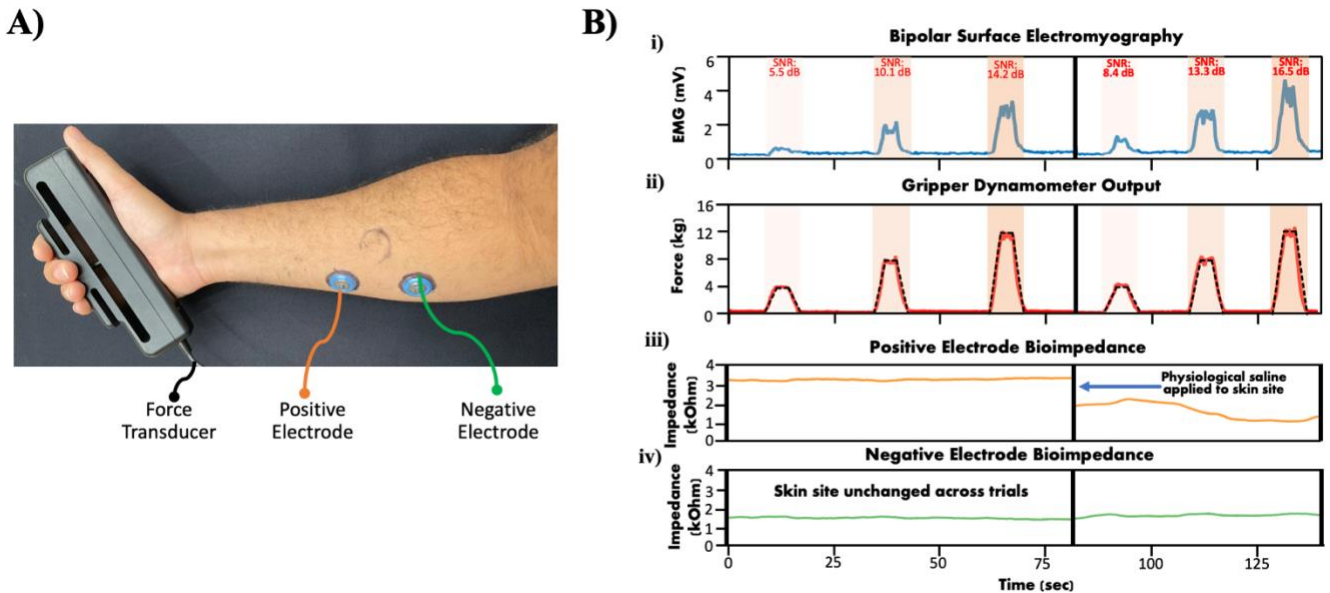 A)
Force
Transducer
Positive
Electrode
Negative
Electrode
B)
i)
Bipolar Surface Electromyography
EMG (mV)
6
4
2
0
SNR:
5.5 dB
SNR:
10.1 dB
SNR:
14.2 dB
SNR:
8.4 dB
SNR:
13.3 dB
SNR:
16.5 dB
ii)
Gripper Dynamometer Output
Force (kg)
16
12
8
4
0
iii)
Positive Electrode Bioimpedance
Impedance
(kOhm)
4
3
2
1
0
Physiological saline
applied to skin site
iv)
Negative Electrode Bioimpedance
Impedance
(kOhm)
4
3
2
1
0
Skin site unchanged across trials
0 25 50 75 100 125
Time (sec)